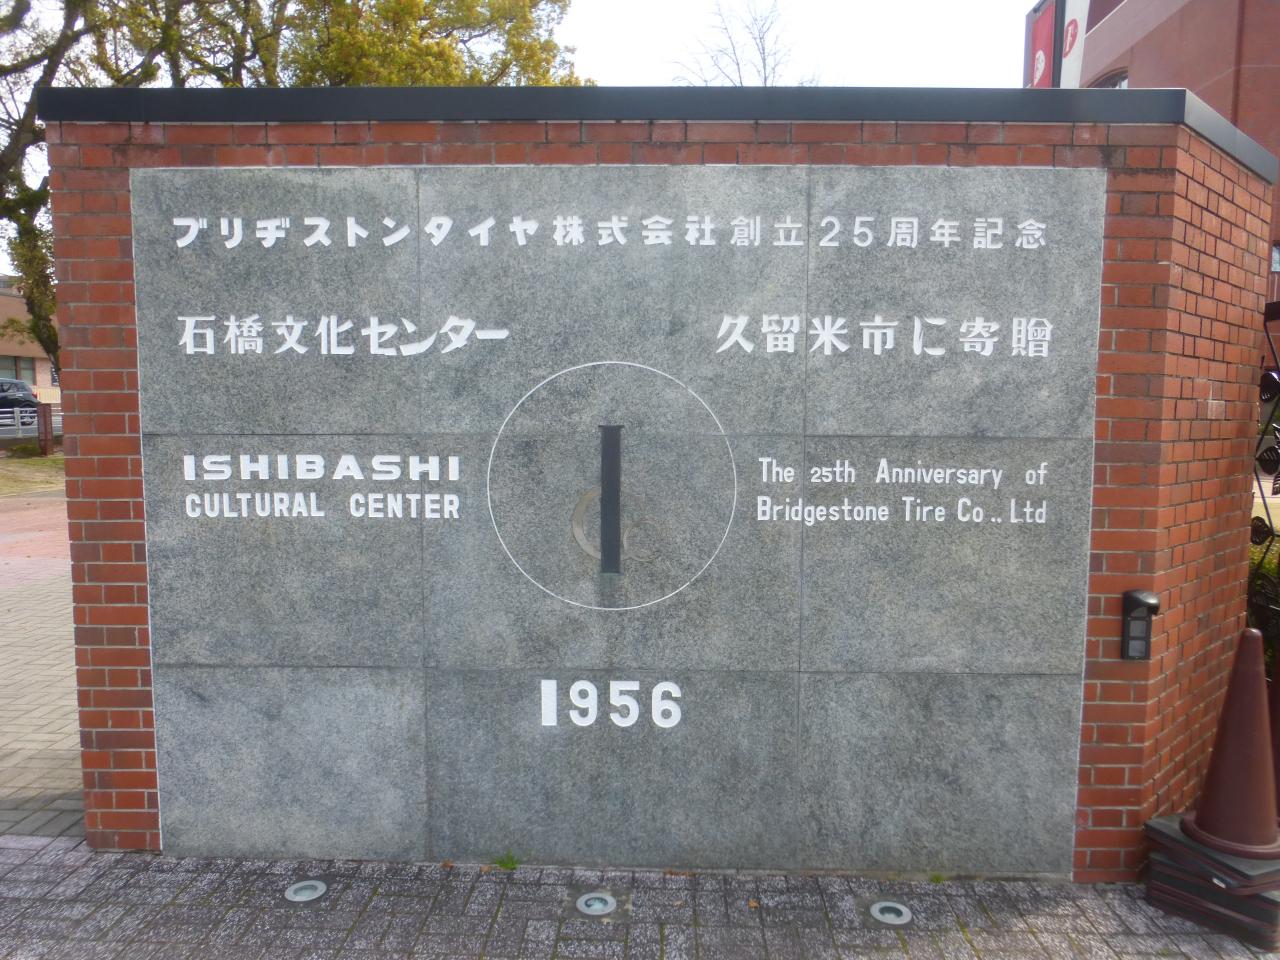 ブリヂストンタイヤ株式会社創立25周年記念
石橋文化センター 久留米市に寄贈
ISHIBASHI
CULTURAL CENTER
The 25th Anniversary of
Bridgestone Tire Co., Ltd
1956